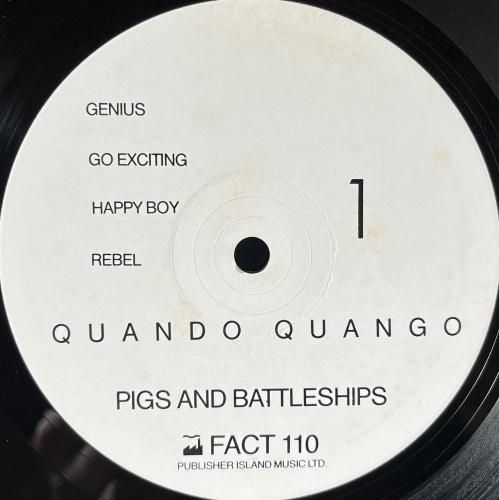 GENIUS
GO EXCITING
HAPPY BOY
1
REBEL
QUANDO QUANGO
PIGS AND BATTLESHIPS
FACT 110
PUBLISHER ISLAND MUSIC LTD.